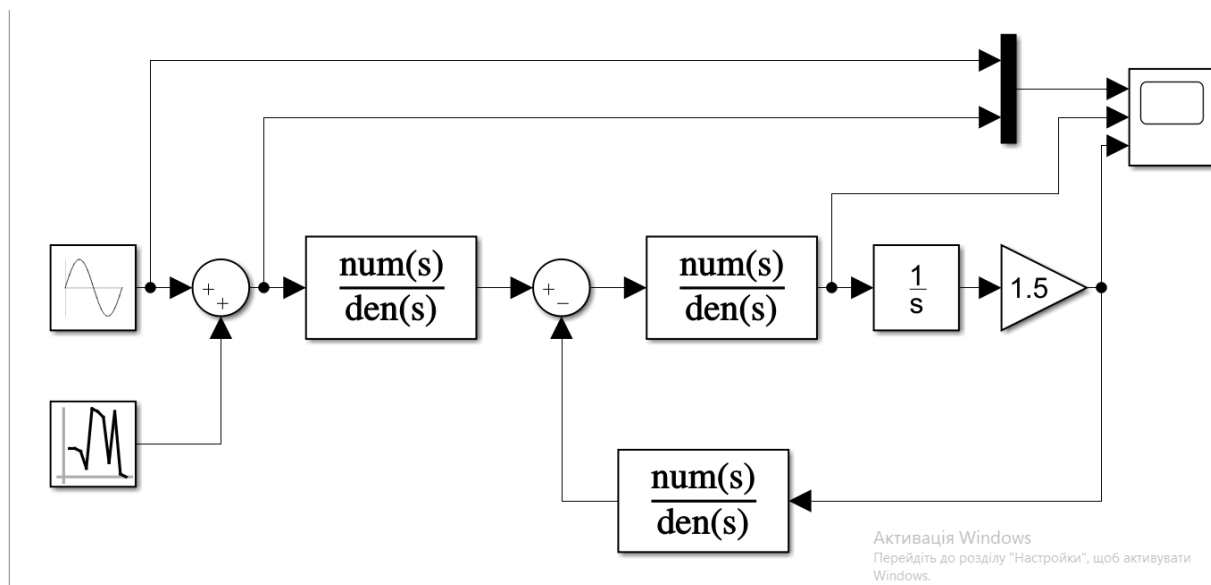 +
+
num(s)
den(s)
+
−
num(s)
den(s)
1
s
1.5
num(s)
den(s)
Активація Windows
Перейдіть до розділу "Настройки", щоб активувати
Windows.